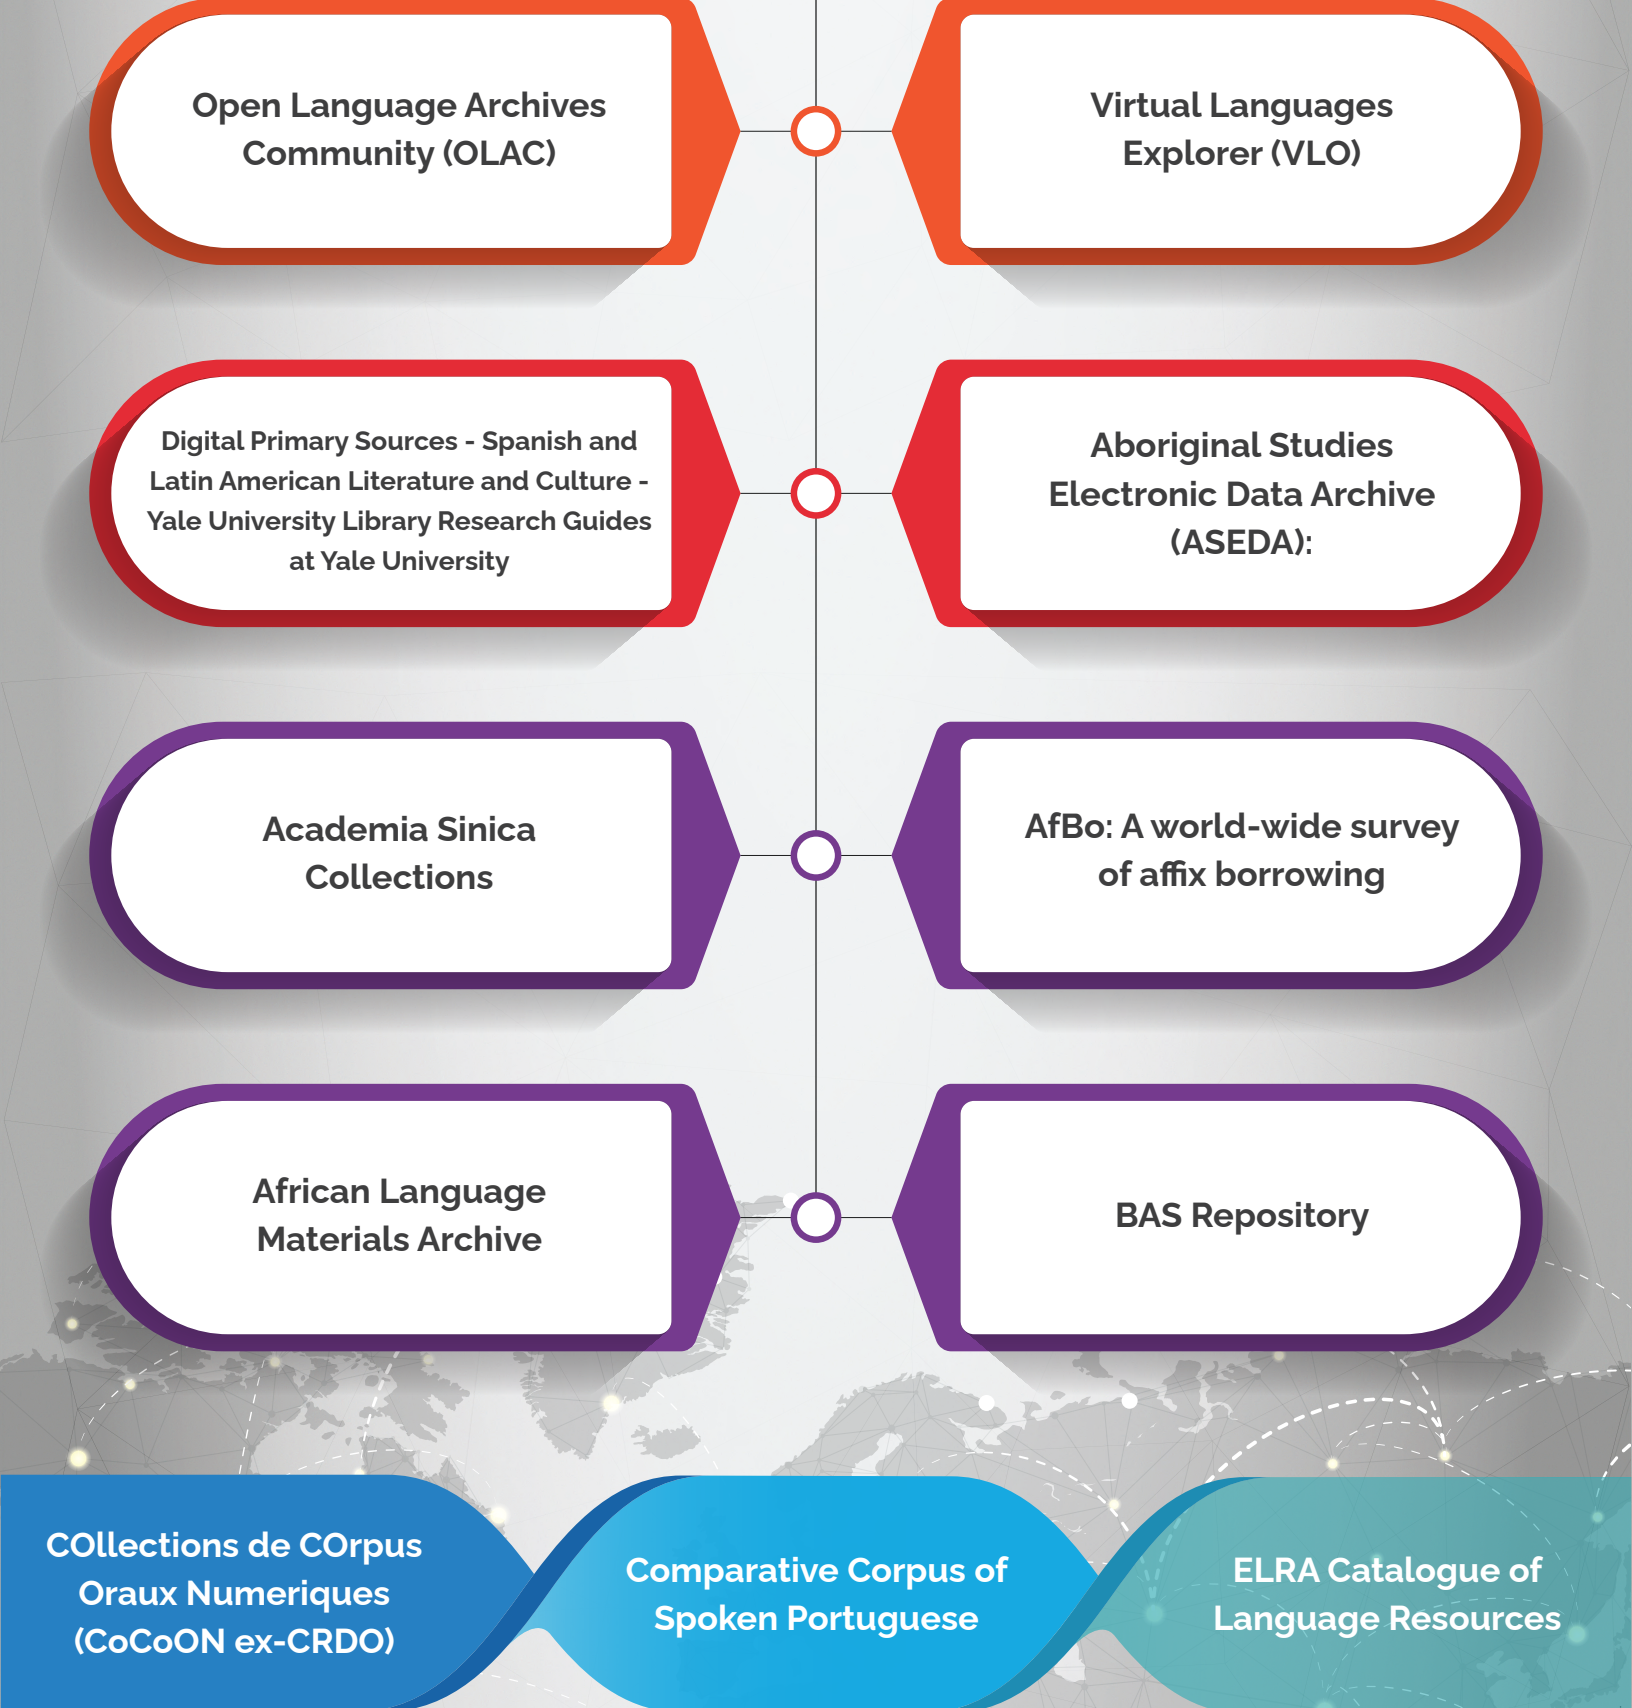 Open Language Archives
Community (OLAC)
Virtual Languages
Explorer (VLO)
Digital Primary Sources - Spanish and
Latin American Literature and Culture -
Yale University Library Research Guides
at Yale University
Aboriginal Studies
Electronic Data Archive
(ASEDA):
Academia Sinica
Collections
AfBo: A world-wide survey
of affix borrowing
African Language
Materials Archive
BAS Repository
COllections de COrpus
Oraux Numeriques
(CoCoON ex-CRDO)
Comparative Corpus of
Spoken Portuguese
ELRA Catalogue of
Language Resources